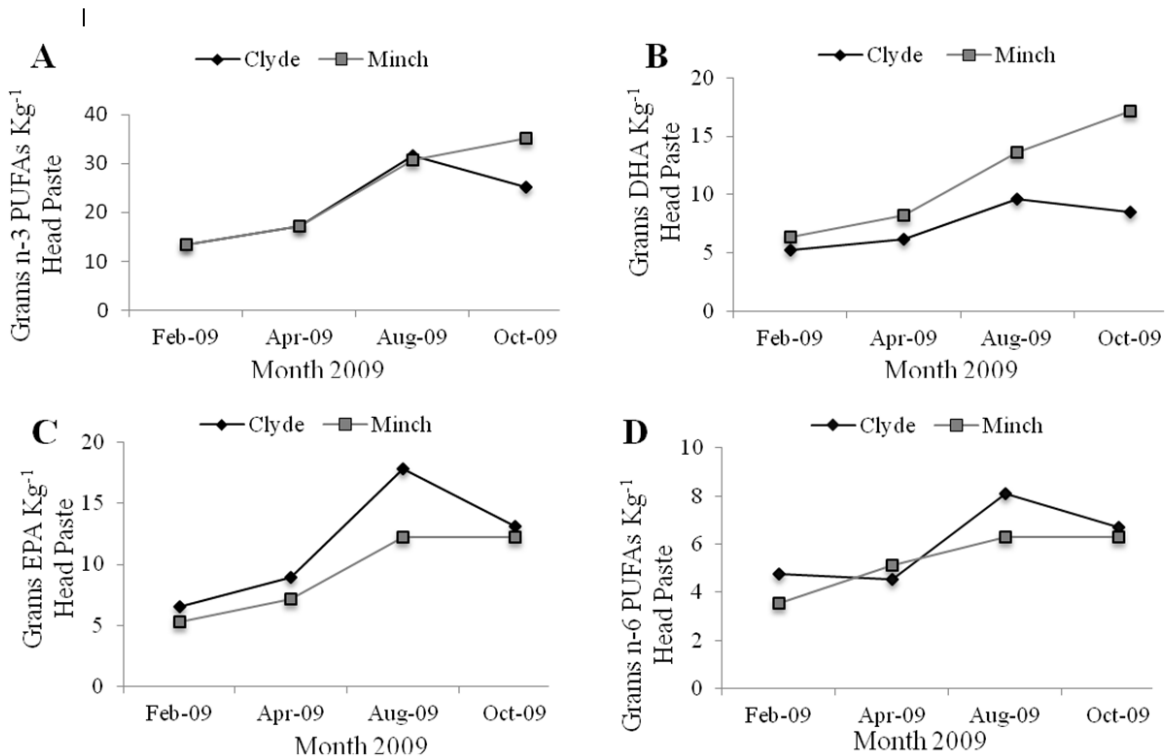 A
Clyde Minch
Grams n-3 PUFAs Kg-1
Head Paste
40
30
20
10
0
Feb-09 Apr-09 Aug-09 Oct-09
Month 2009
B
Clyde Minch
Grams DHA Kg-1
Head Paste
20
15
10
5
0
Feb-09 Apr-09 Aug-09 Oct-09
Month 2009
C
Clyde Minch
Grams EPA Kg-1
Head Paste
20
15
10
5
0
Feb-09 Apr-09 Aug-09 Oct-09
Month 2009
D
Clyde Minch
Grams n-6 PUFAs Kg-1
Head Paste
10
8
6
4
2
0
Feb-09 Apr-09 Aug-09 Oct-09
Month 2009